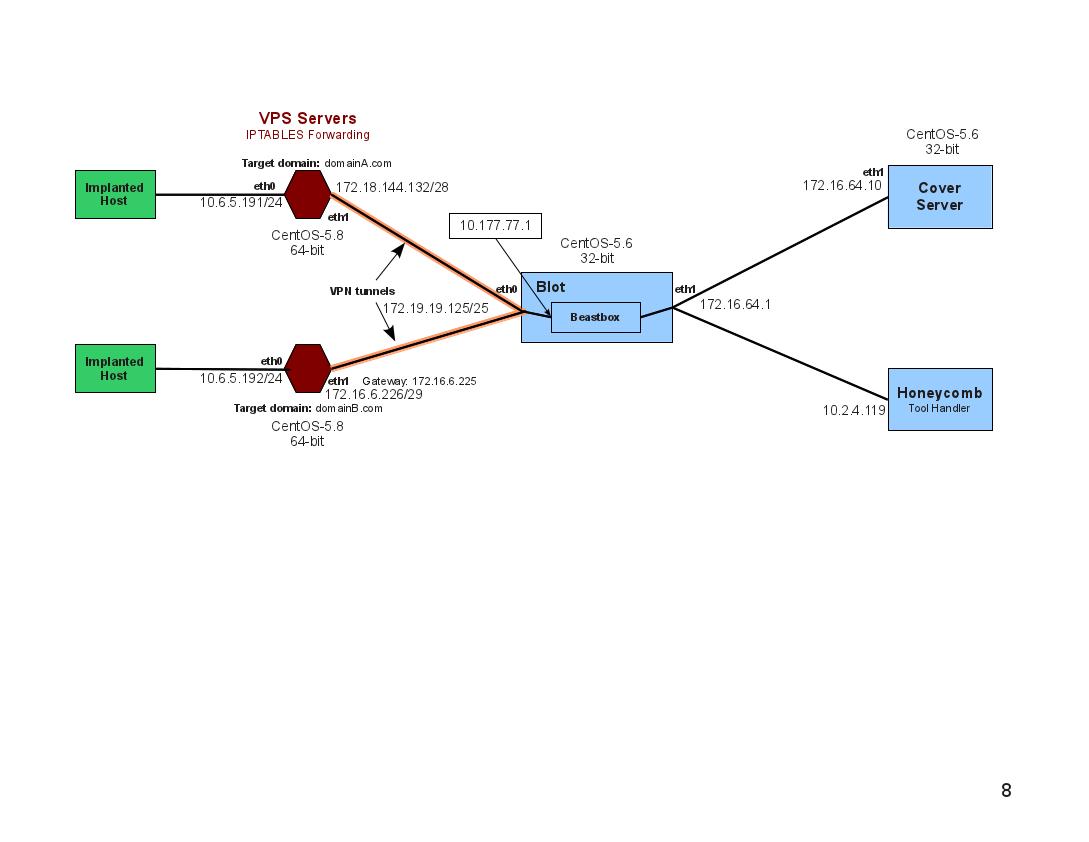 VPS Servers
IPTABLES Forwarding
Target domain: domainA.com
Implanted
Host
eth0
10.6.5.191/24
172.18.144.132/28
eth1
CentOS-5.8
64-bit
10.177.77.1
VPN tunnels
172.19.19.125/25
CentOS-5.6
32-bit
eth0
Blot
Beastbox
eth1
172.16.64.1
CentOS-5.6
32-bit
eth1
172.16.64.10
Cover
Server
Implanted
Host
eth0
10.6.5.192/24
eth1 Gateway: 172.16.6.225
172.16.6.226/29
Target domain: domainB.com
CentOS-5.8
64-bit
10.2.4.119
Honeycomb
Tool Handler
8